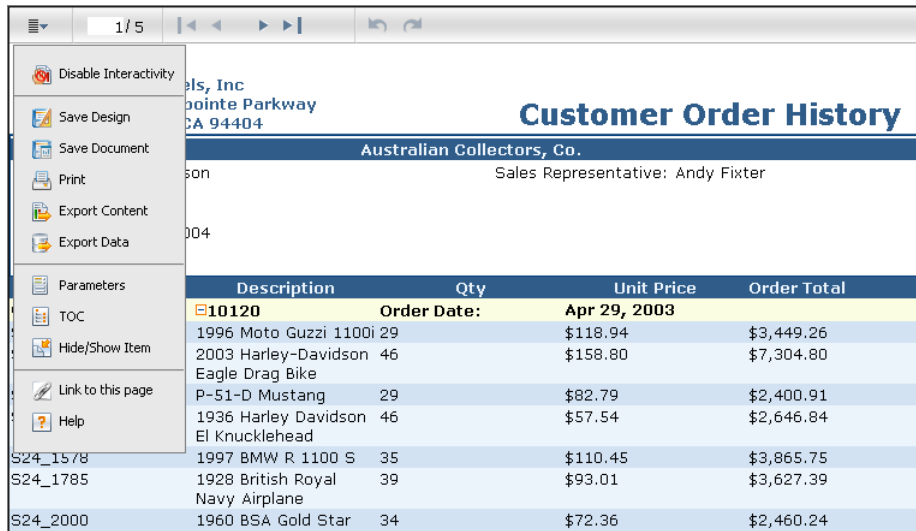 1/ 5
Disable Interactivity
Save Design
Save Document
Print
Export Content
Export Data
Parameters
TOC
Hide/Show Item
Link to this page
Help
els, Inc
pointe Parkway
CA 94404
Customer Order History
Australian Collectors, Co.
son Sales Representative: Andy Fixter
004
Description Qty Unit Price Order Total
10120 Order Date: Apr 29, 2003
1996 Moto Guzzi 1100i 29 $118.94 $3,449.26
2003 Harley-Davidson 46 $158.80 $7,304.80
Eagle Drag Bike
P-51-D Mustang 29 $82.79 $2,400.91
1936 Harley Davidson 46 $57.54 $2,646.84
El Knucklehead
S24_1578 1997 BMW R 1100 S 35 $110.45 $3,865.75
S24_1785 1928 British Royal 39 $93.01 $3,627.39
Navy Airplane
S24_2000 1960 BSA Gold Star 34 $72.36 $2,460.24